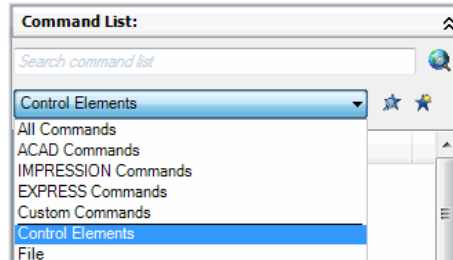 Command List:
Search command list
Control Elements
All Commands
ACAD Commands
IMPRESSION Commands
EXPRESS Commands
Custom Commands
Control Elements
File